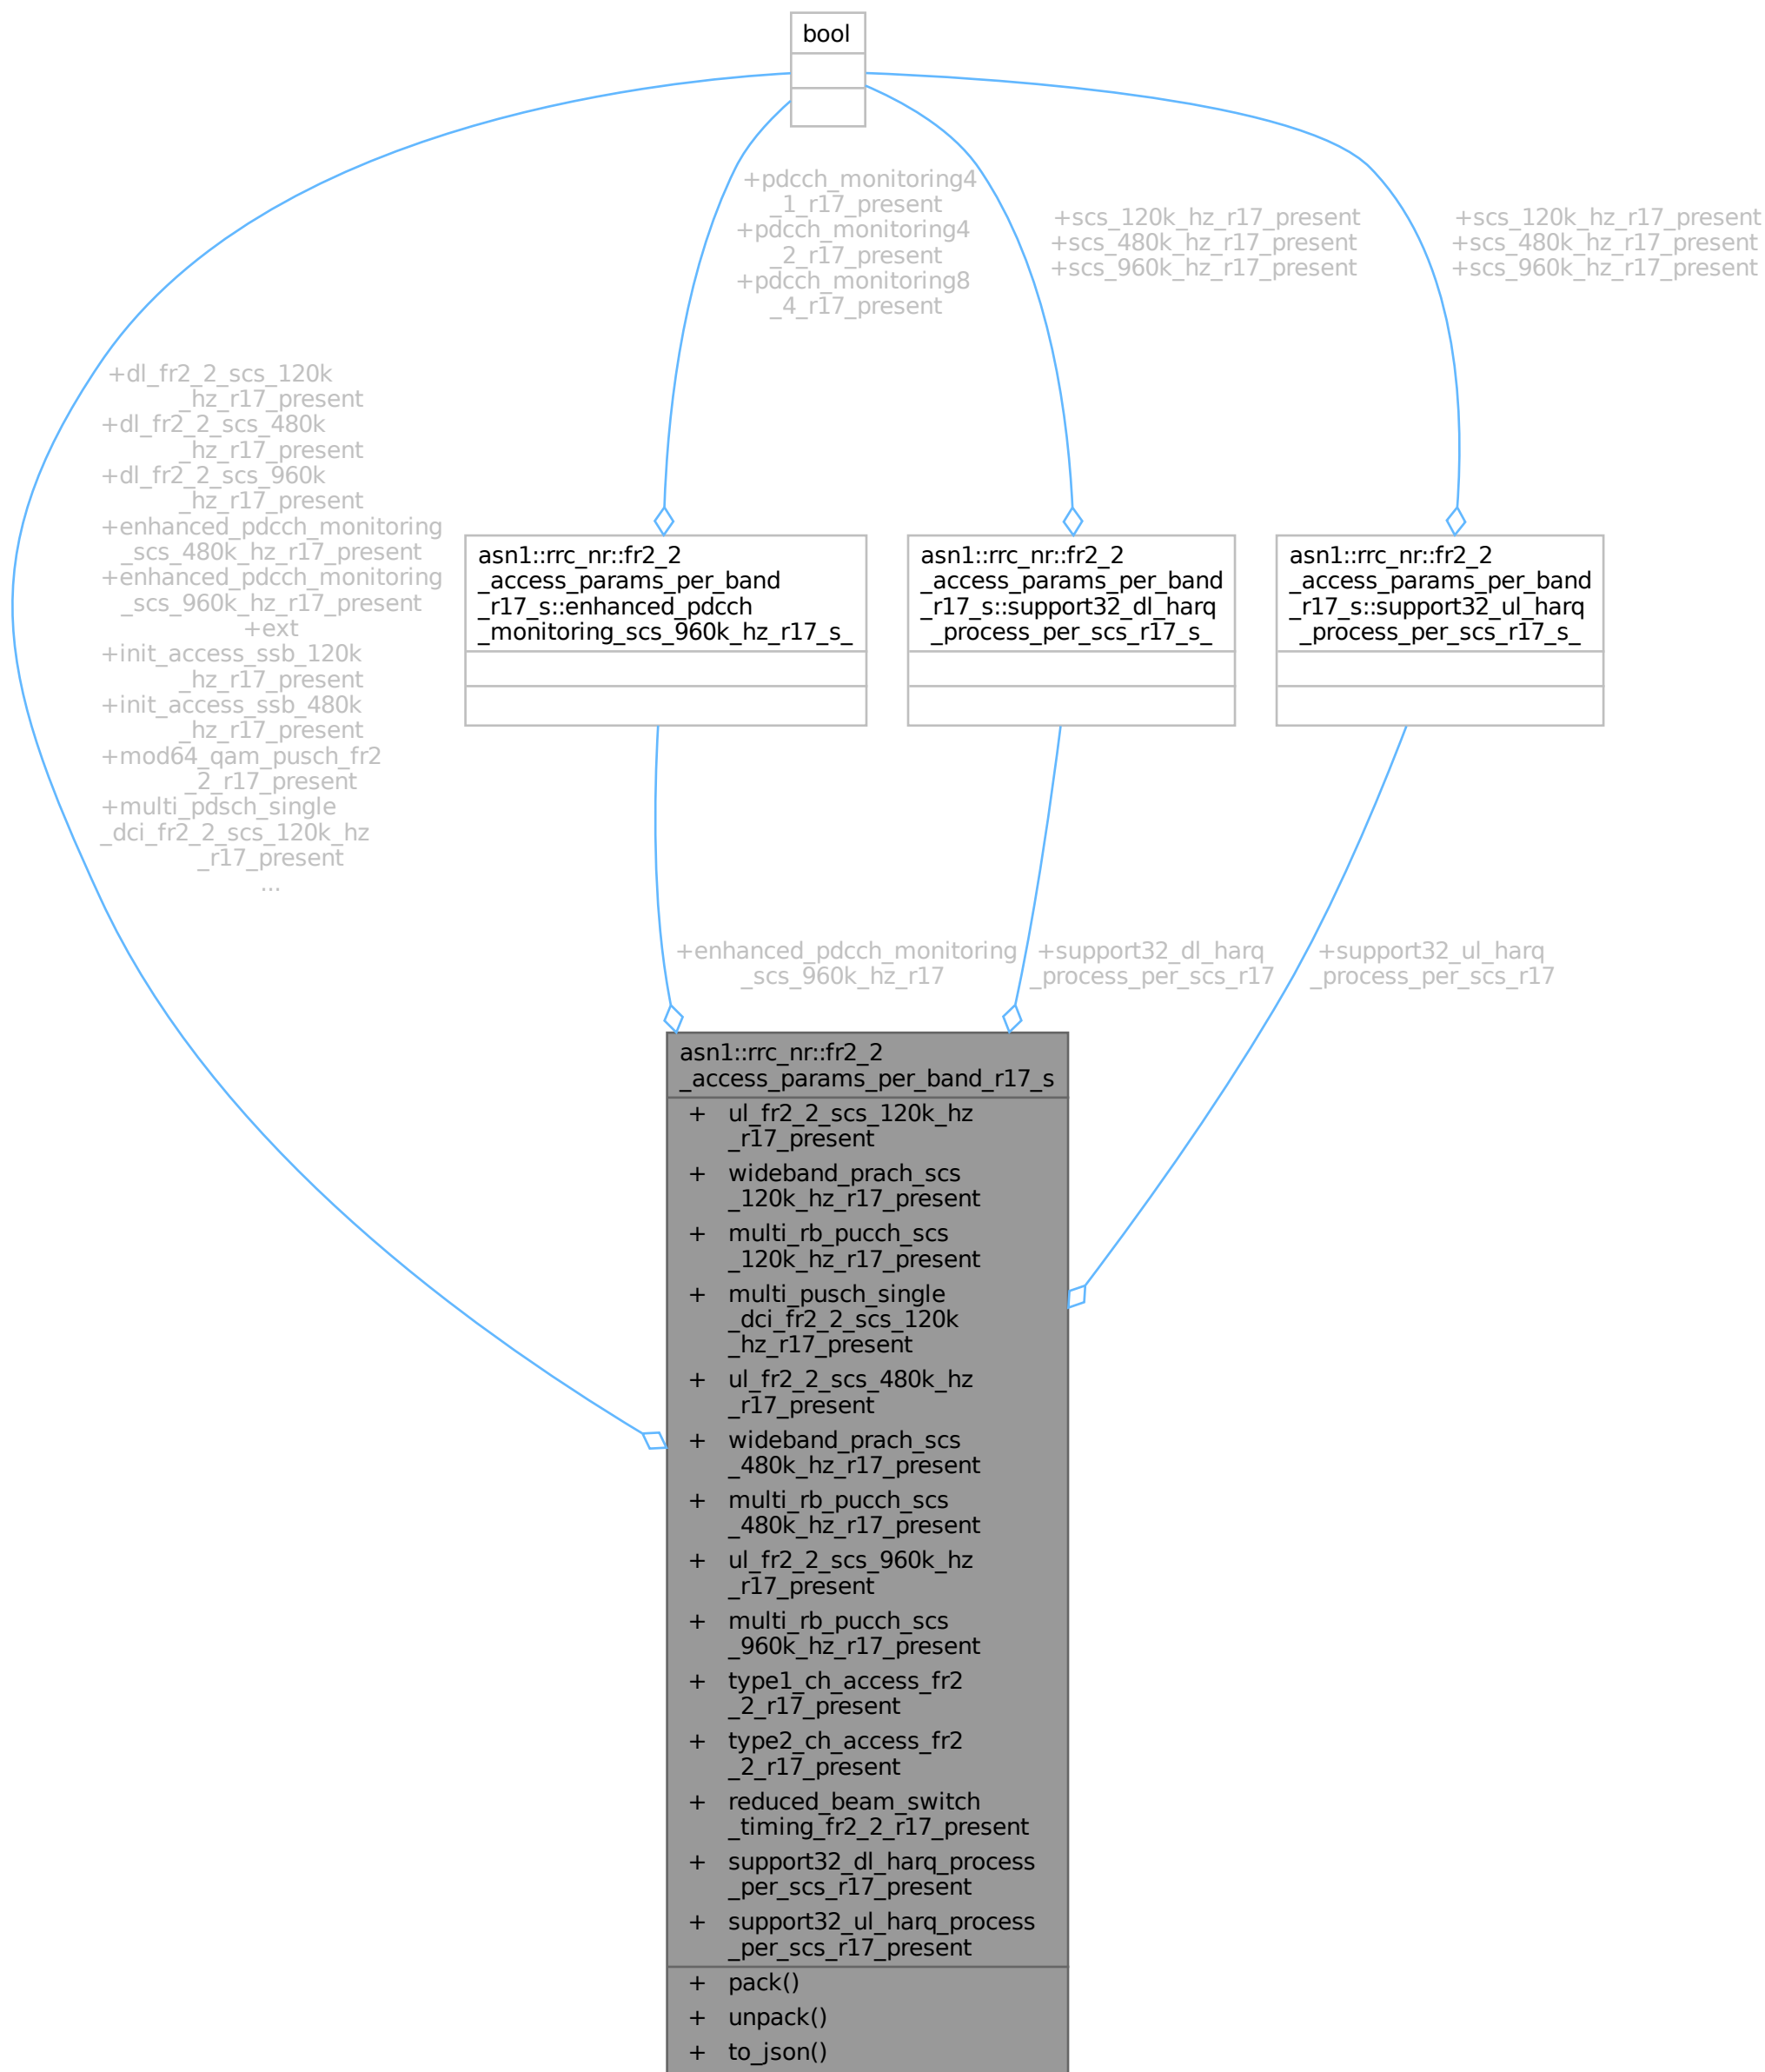 bool
+pdcch_monitoring4
_1_r17_present
+pdcch_monitoring4
_2_r17_present
+pdcch_monitoring8
_4_r17_present
+scs_120k_hz_r17_present
+scs_480k_hz_r17_present
+scs_960k_hz_r17_present
+scs_120k_hz_r17_present
+scs_480k_hz_r17_present
+scs_960k_hz_r17_present
+dl_fr2_2_scs_120k
_hz_r17_present
+dl_fr2_2_scs_480k
_hz_r17_present
+dl_fr2_2_scs_960k
_hz_r17_present
+enhanced_pdcch_monitoring
_scs_480k_hz_r17_present
+enhanced_pdcch_monitoring
_scs_960k_hz_r17_present
+ext
+init_access_ssb_120k
_hz_r17_present
+init_access_ssb_480k
_hz_r17_present
+mod64_qam_pusch_fr2
_2_r17_present
+multi_pdsch_single
_dci_fr2_2_scs_120k_hz
_r17_present
...
asn1::rrc_nr::fr2_2
_access_params_per_band
_r17_s::enhanced_pdcch
_monitoring_scs_960k_hz_r17_s_
asn1::rrc_nr::fr2_2
_access_params_per_band
_r17_s::support32_dl_harq
_process_per_scs_r17_s_
asn1::rrc_nr::fr2_2
_access_params_per_band
_r17_s::support32_ul_harq
_process_per_scs_r17_s_
+enhanced_pdcch_monitoring
_scs_960k_hz_r17
+support32_dl_harq
_process_per_scs_r17
+support32_ul_harq
_process_per_scs_r17
asn1::rrc_nr::fr2_2
_access_params_per_band_r17_s
+ ul_fr2_2_scs_120k_hz
_r17_present
+ wideband_prach_scs
_120k_hz_r17_present
+ multi_rb_pucch_scs
_120k_hz_r17_present
+ multi_pusch_single
_dci_fr2_2_scs_120k
_hz_r17_present
+ ul_fr2_2_scs_480k_hz
_r17_present
+ wideband_prach_scs
_480k_hz_r17_present
+ multi_rb_pucch_scs
_480k_hz_r17_present
+ ul_fr2_2_scs_960k_hz
_r17_present
+ multi_rb_pucch_scs
_960k_hz_r17_present
+ type1_ch_access_fr2
_2_r17_present
+ type2_ch_access_fr2
_2_r17_present
+ reduced_beam_switch
_timing_fr2_2_r17_present
+ support32_dl_harq_process
_per_scs_r17_present
+ support32_ul_harq_process
_per_scs_r17_present
+ pack()
+ unpack()
+ to_json()